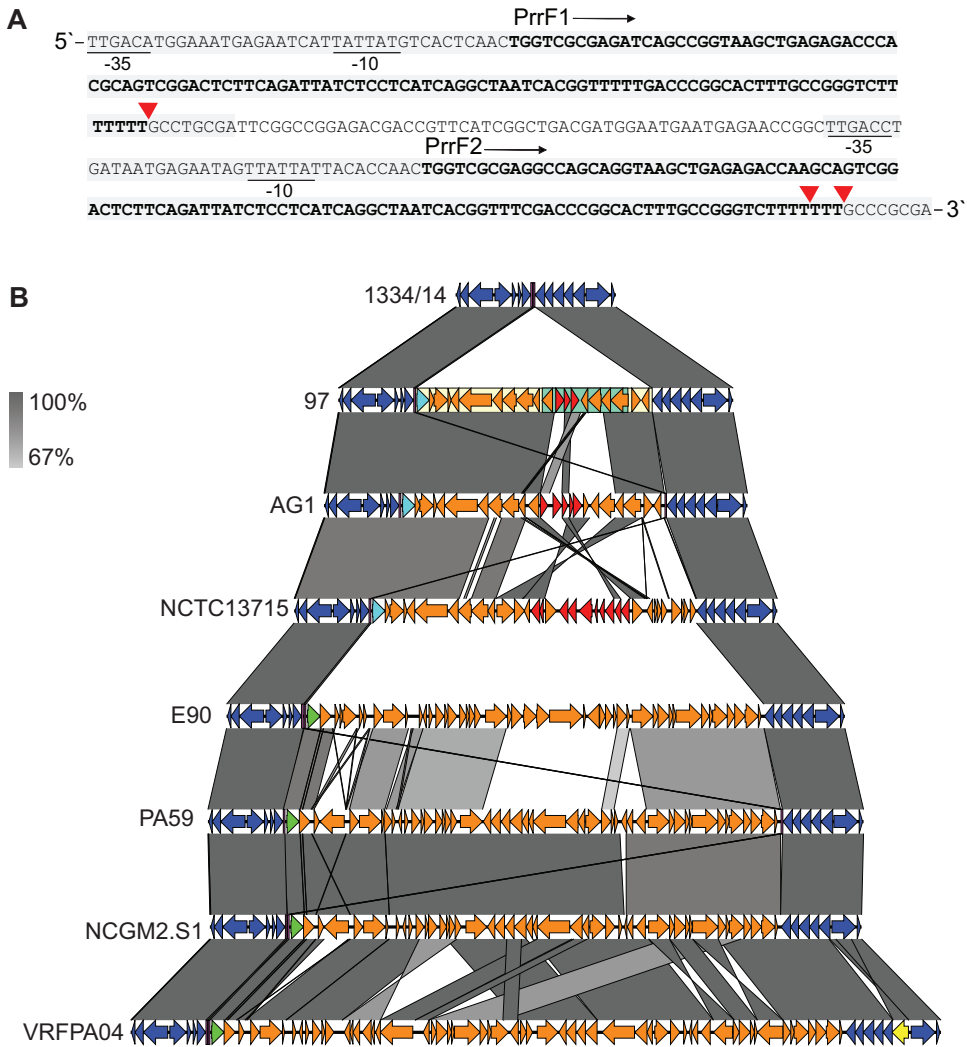 A
PrrF1
5`-TTGACATGGAAATGAGAATCATTATTATGTCACTCAACTGGTCGCGAGATCAGCCGGTAAGCTGAGAGACCCA
-35 -10
CGCAGTCGGACTCTTCAGATTATCTCCTCATCAGGCTAATCACGGTTTTTGACCCGGCACTTTGCCGGGTCTT
TTTTTGCCTGCGATTCGGCCGGAGACGACCGTTCATCGGCTGACGATGGAATGAATGAGAACCGGCTTGACCT
PrrF2 -35
GATAATGAGAATAGTTATTATTACACCAACTGGTCGCGAGGCCAGCAGGTAAGCTGAGAGACCAAGCAGTCGG
-10
ACTCTTCAGATTATCTCCTCATCAGGCTAATCACGGTTTCGACCCGGCACTTTGCCGGGTCTTTTTTTGCCCGCGA-3`
B
1334/14
100%
97
67%
AG1
NCTC13715
E90
PA59
NCGM2.S1
VRFPA04